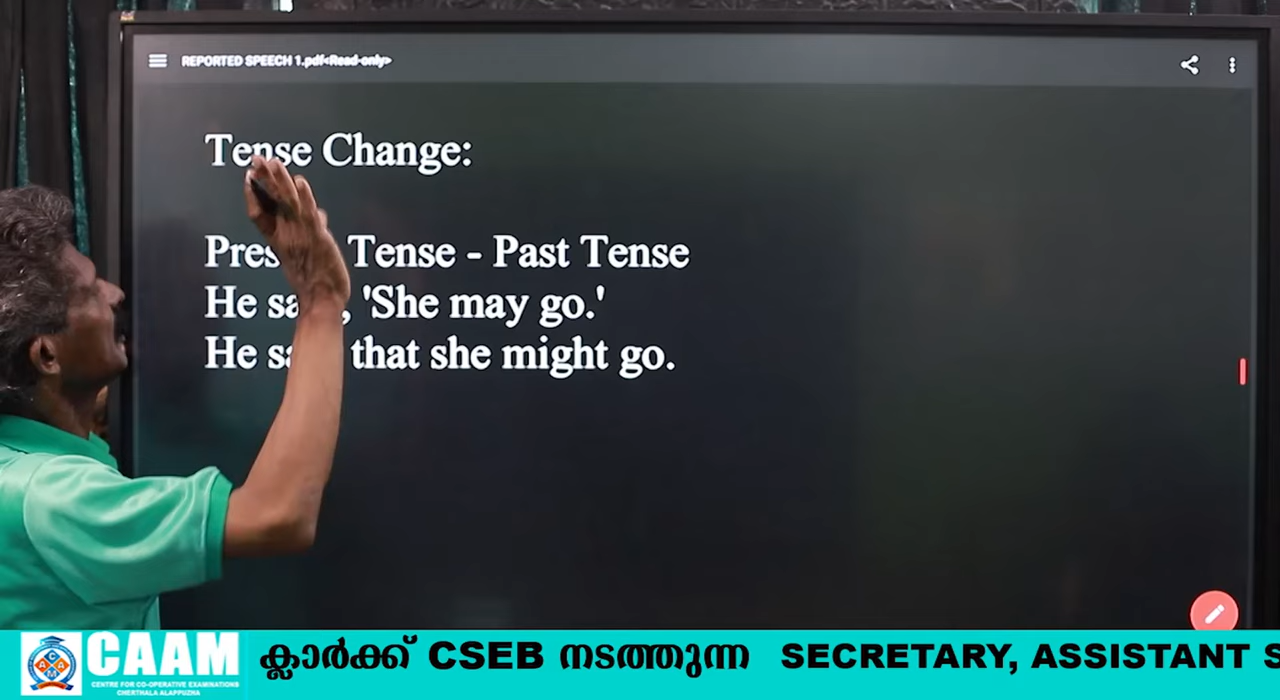 REPORTED SPEECH 1.pdf<Read-only>
Tense Change:
Tense - Past Tense
He , 'She may go.'
He that she might go.
CAAM
CENTRE FOR CO-OPERATIVE EXAMINATIONS
CHERTHALA ALAPPUZHA
ക്ലാർക്ക് CSEB നടത്തുന്ന SECRETARY, ASSISTANT S